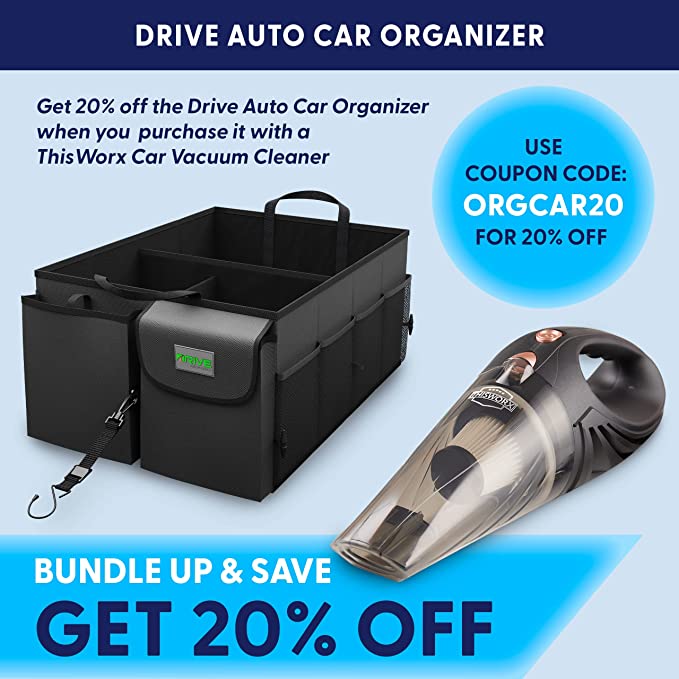 DRIVE AUTO CAR ORGANIZER
Get 20% off the Drive Auto Car Organizer
when you purchase it with a
ThisWorx Car Vacuum Cleaner
USE
COUPON CODE:
ORGCAR20
FOR 20% OFF
DRIVE
THISWORX
BUNDLE UP & SAVE
GET 20% OFF